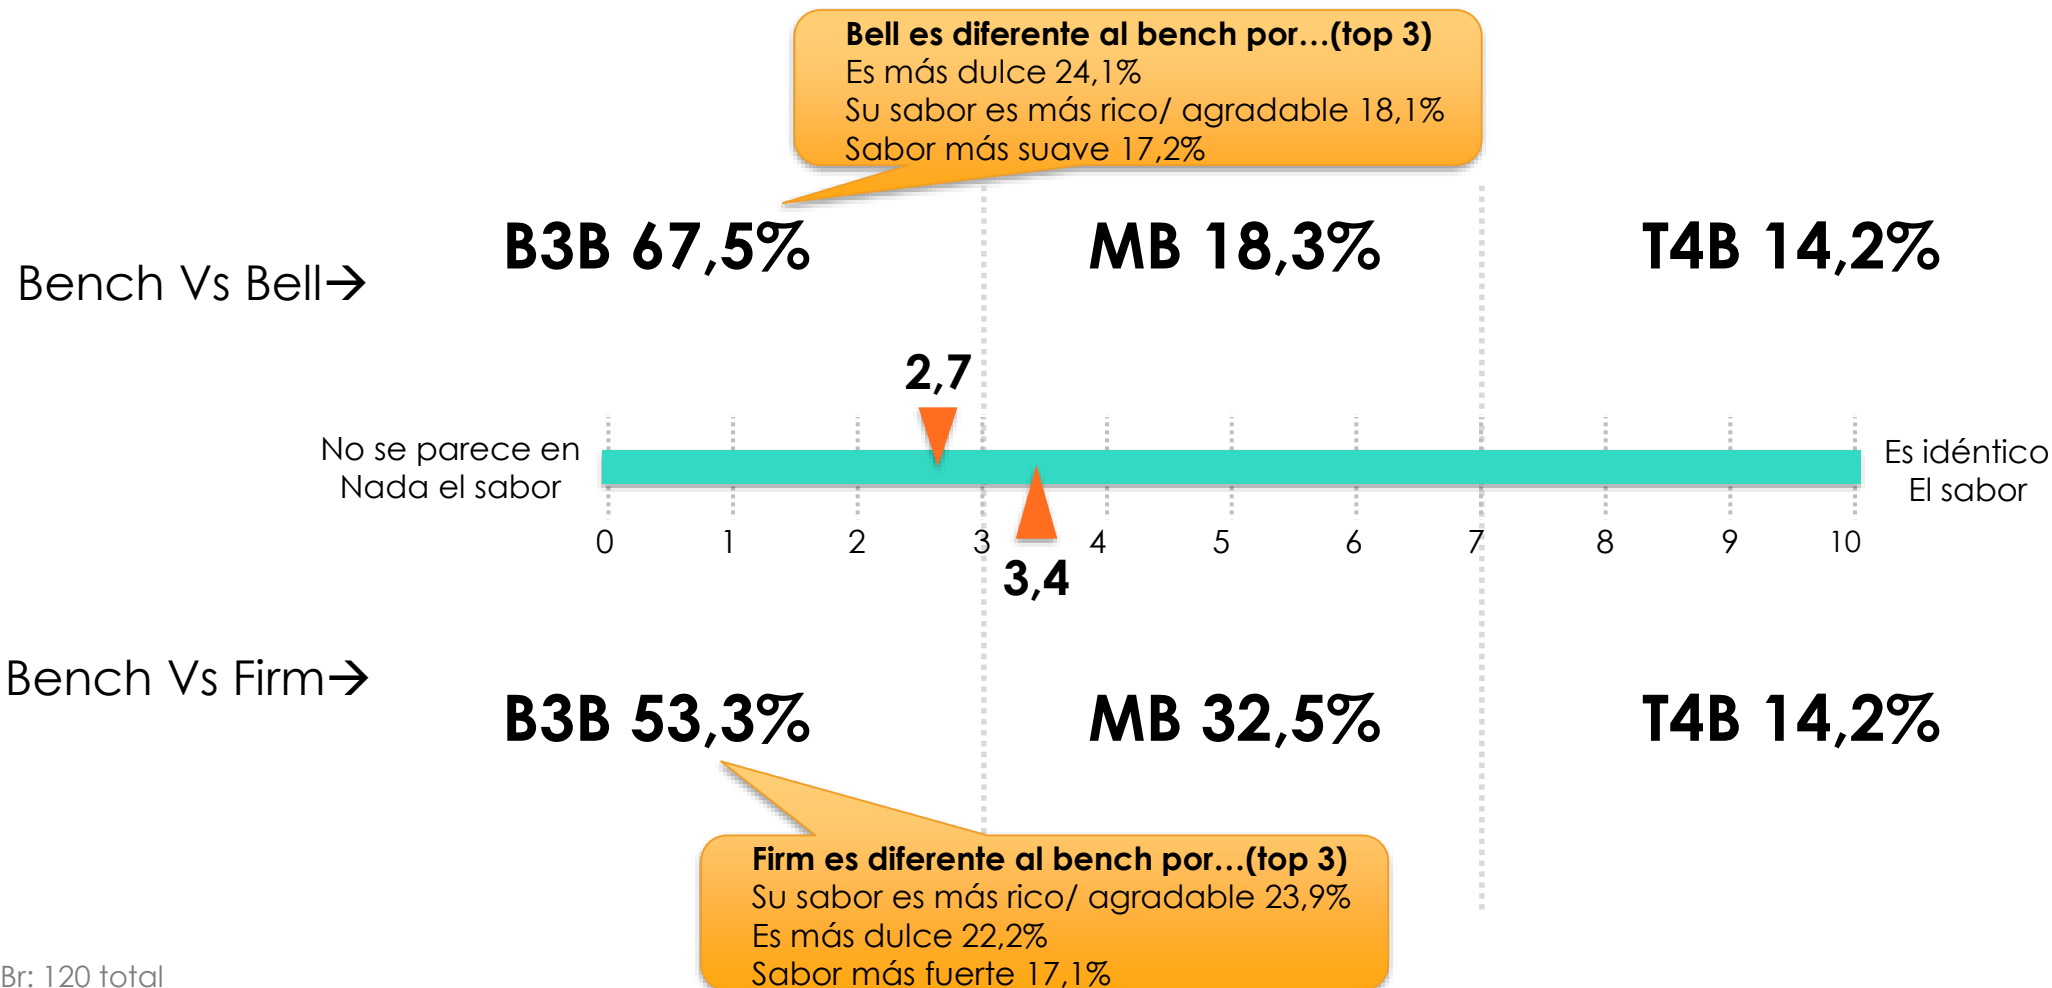 Bell es diferente al bench por...(top 3)
Es más dulce 24,1%
Su sabor es más rico/ agradable 18,1%
Sabor más suave 17,2%
B3B 67,5%
MB 18,3%
T4B 14,2%
Bench Vs Bell→
2,7
No se parece en
Nada el sabor
Es idéntico
El sabor
0 1 2 3 4 5 6 7 8 9 10
3,4
Bench Vs Firm→
B3B 53,3%
MB 32,5%
T4B 14,2%
Firm es diferente al bench por...(top 3)
Su sabor es más rico/ agradable 23,9%
Es más dulce 22,2%
Sabor más fuerte 17,1%
Br: 120 total